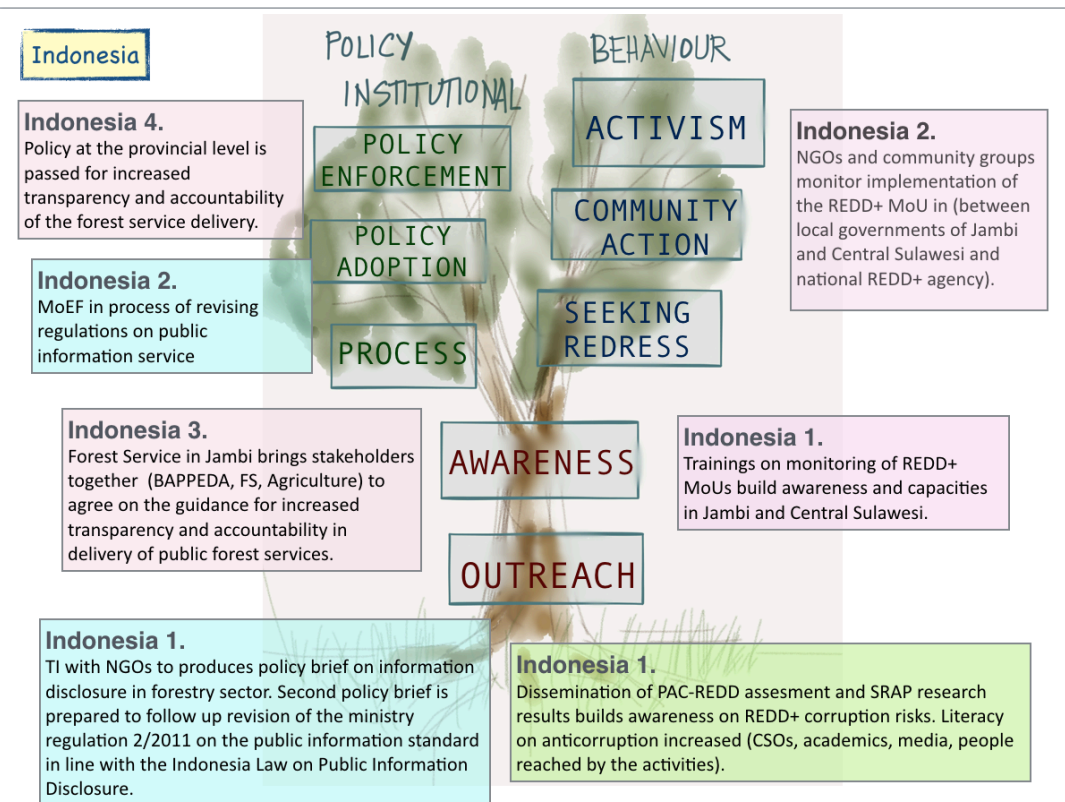 Indonesia
POLICY
INSTITUTIONAL
BEHAVIOUR
Indonesia 4.
Policy at the provincial level is
passed for increased
transparency and accountability
of the forest service delivery.
POLICY
ENFORCEMENT
ACTIVISM
Indonesia 2.
NGOs and community groups
monitor implementation of
the REDD+ MoU in (between
local governments of Jambi
and Central Sulawesi and
national REDD+ agency).
POLICY
ADOPTION
COMMUNITY
ACTION
Indonesia 2.
MoEF in process of revising
regulations on public
information service
PROCESS
SEEKING
REDRESS
Indonesia 3.
Forest Service in Jambi brings stakeholders
together (BAPPEDA, FS, Agriculture) to
agree on the guidance for increased
transparency and accountability in
delivery of public forest services.
AWARENESS
Indonesia 1.
Trainings on monitoring of REDD+
MoUs build awareness and capacities
in Jambi and Central Sulawesi.
OUTREACH
Indonesia 1.
TI with NGOs to produces policy brief on information
disclosure in forestry sector. Second policy brief is
prepared to follow up revision of the ministry
regulation 2/2011 on the public information standard
in line with the Indonesia Law on Public Information
Disclosure.
Indonesia 1.
Dissemination of PAC-REDD assesment and SRAP research
results builds awareness on REDD+ corruption risks. Literacy
on anticorruption increased (CSOs, academics, media, people
reached by the activities).